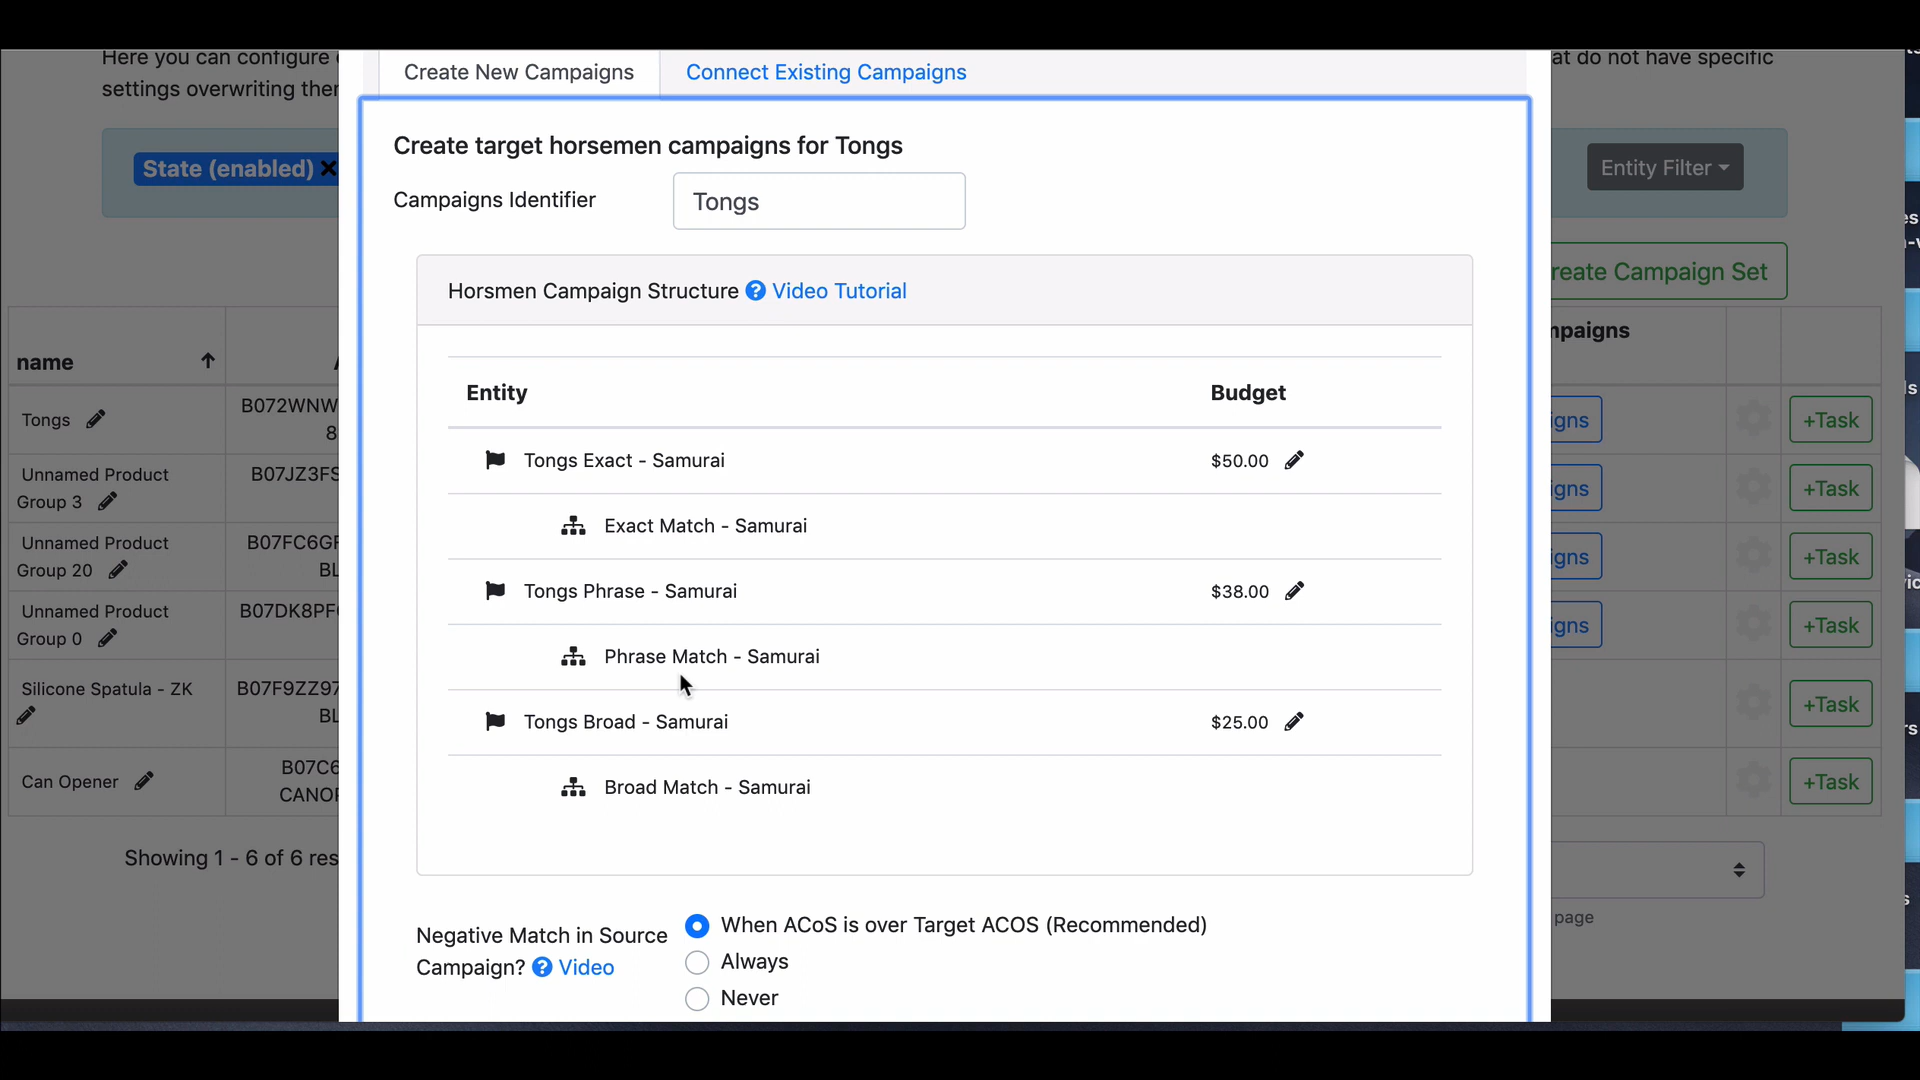 Here you can configure
at do not have specific
settings overwriting
State (enabled)
Entity Filter
Create New Campaigns
Connect Existing Campaigns
Create target horsemen campaigns for Tongs
Campaigns Identifier
Tongs
Horsmen Campaign Structure
Video Tutorial
reate Campaign Set
name
mpaigns
Entity
Budget
Tongs
B072WNW
8
igns
+Task
Tongs Exact - Samurai
$50.00
Unnamed Product
Group 3
B07JZ3FS
igns
+Task
Exact Match - Samurai
Unnamed Product
Group 20
B07FC6GF
BL
igns
+Task
Tongs Phrase - Samurai
$38.00
Unnamed Product
Group 0
B07DK8PF
igns
+Task
Phrase Match - Samurai
Silicone Spatula - ZK
B07F9ZZ97
BL
+Task
Tongs Broad - Samurai
$25.00
Can Opener
B07C6
CANOP
+Task
Broad Match - Samurai
Showing 1 - 6 of 6 res
page
Negative Match in Source
Campaign?
Video
When ACoS is over Target ACOS (Recommended)
Always
Never